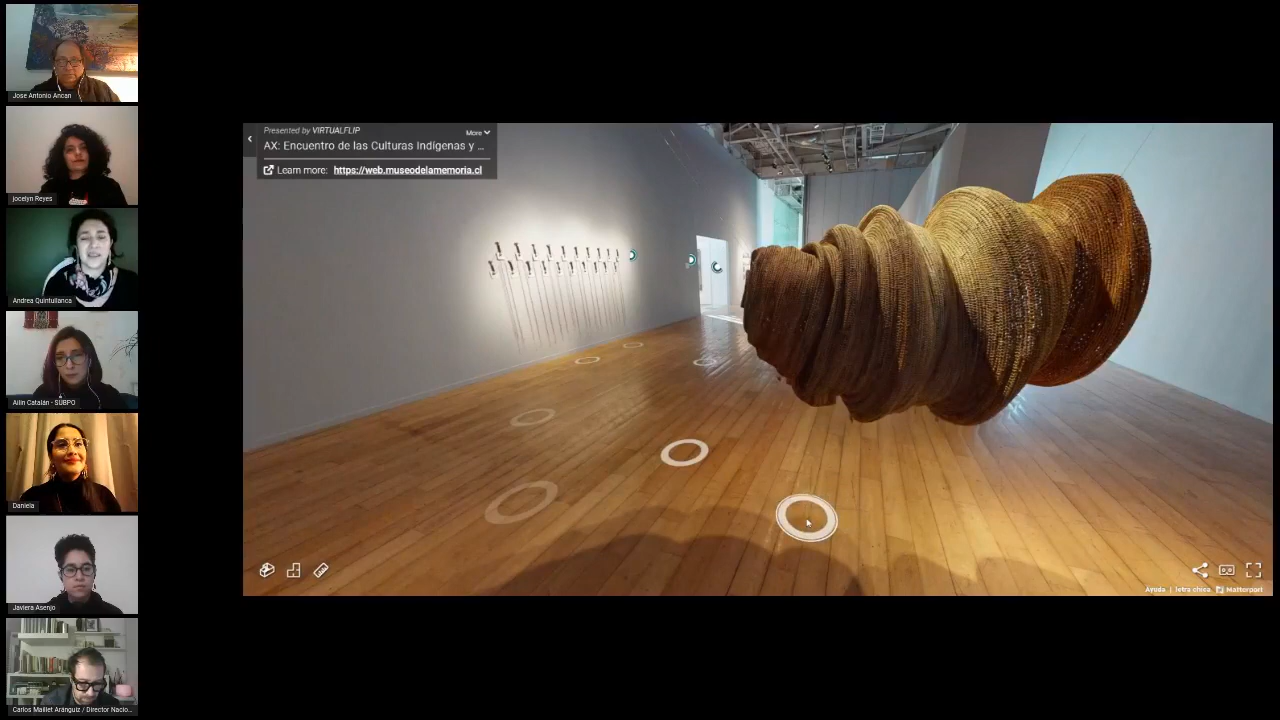 Jose Antonio Ancan
jocelyn Reyes
Andrea Quintullanca
Ailin Catalán - SUBPO
Daniela
Javiera Asenjo
Carlos Maillet Aránguiz / Director Nacio...
Presented by VIRTUALFLIP
More
AX: Encuentro de las Culturas Indígenas y ...
Learn more: https://web.museodelamemoria.cl
Ayuda | letra chica Matterport